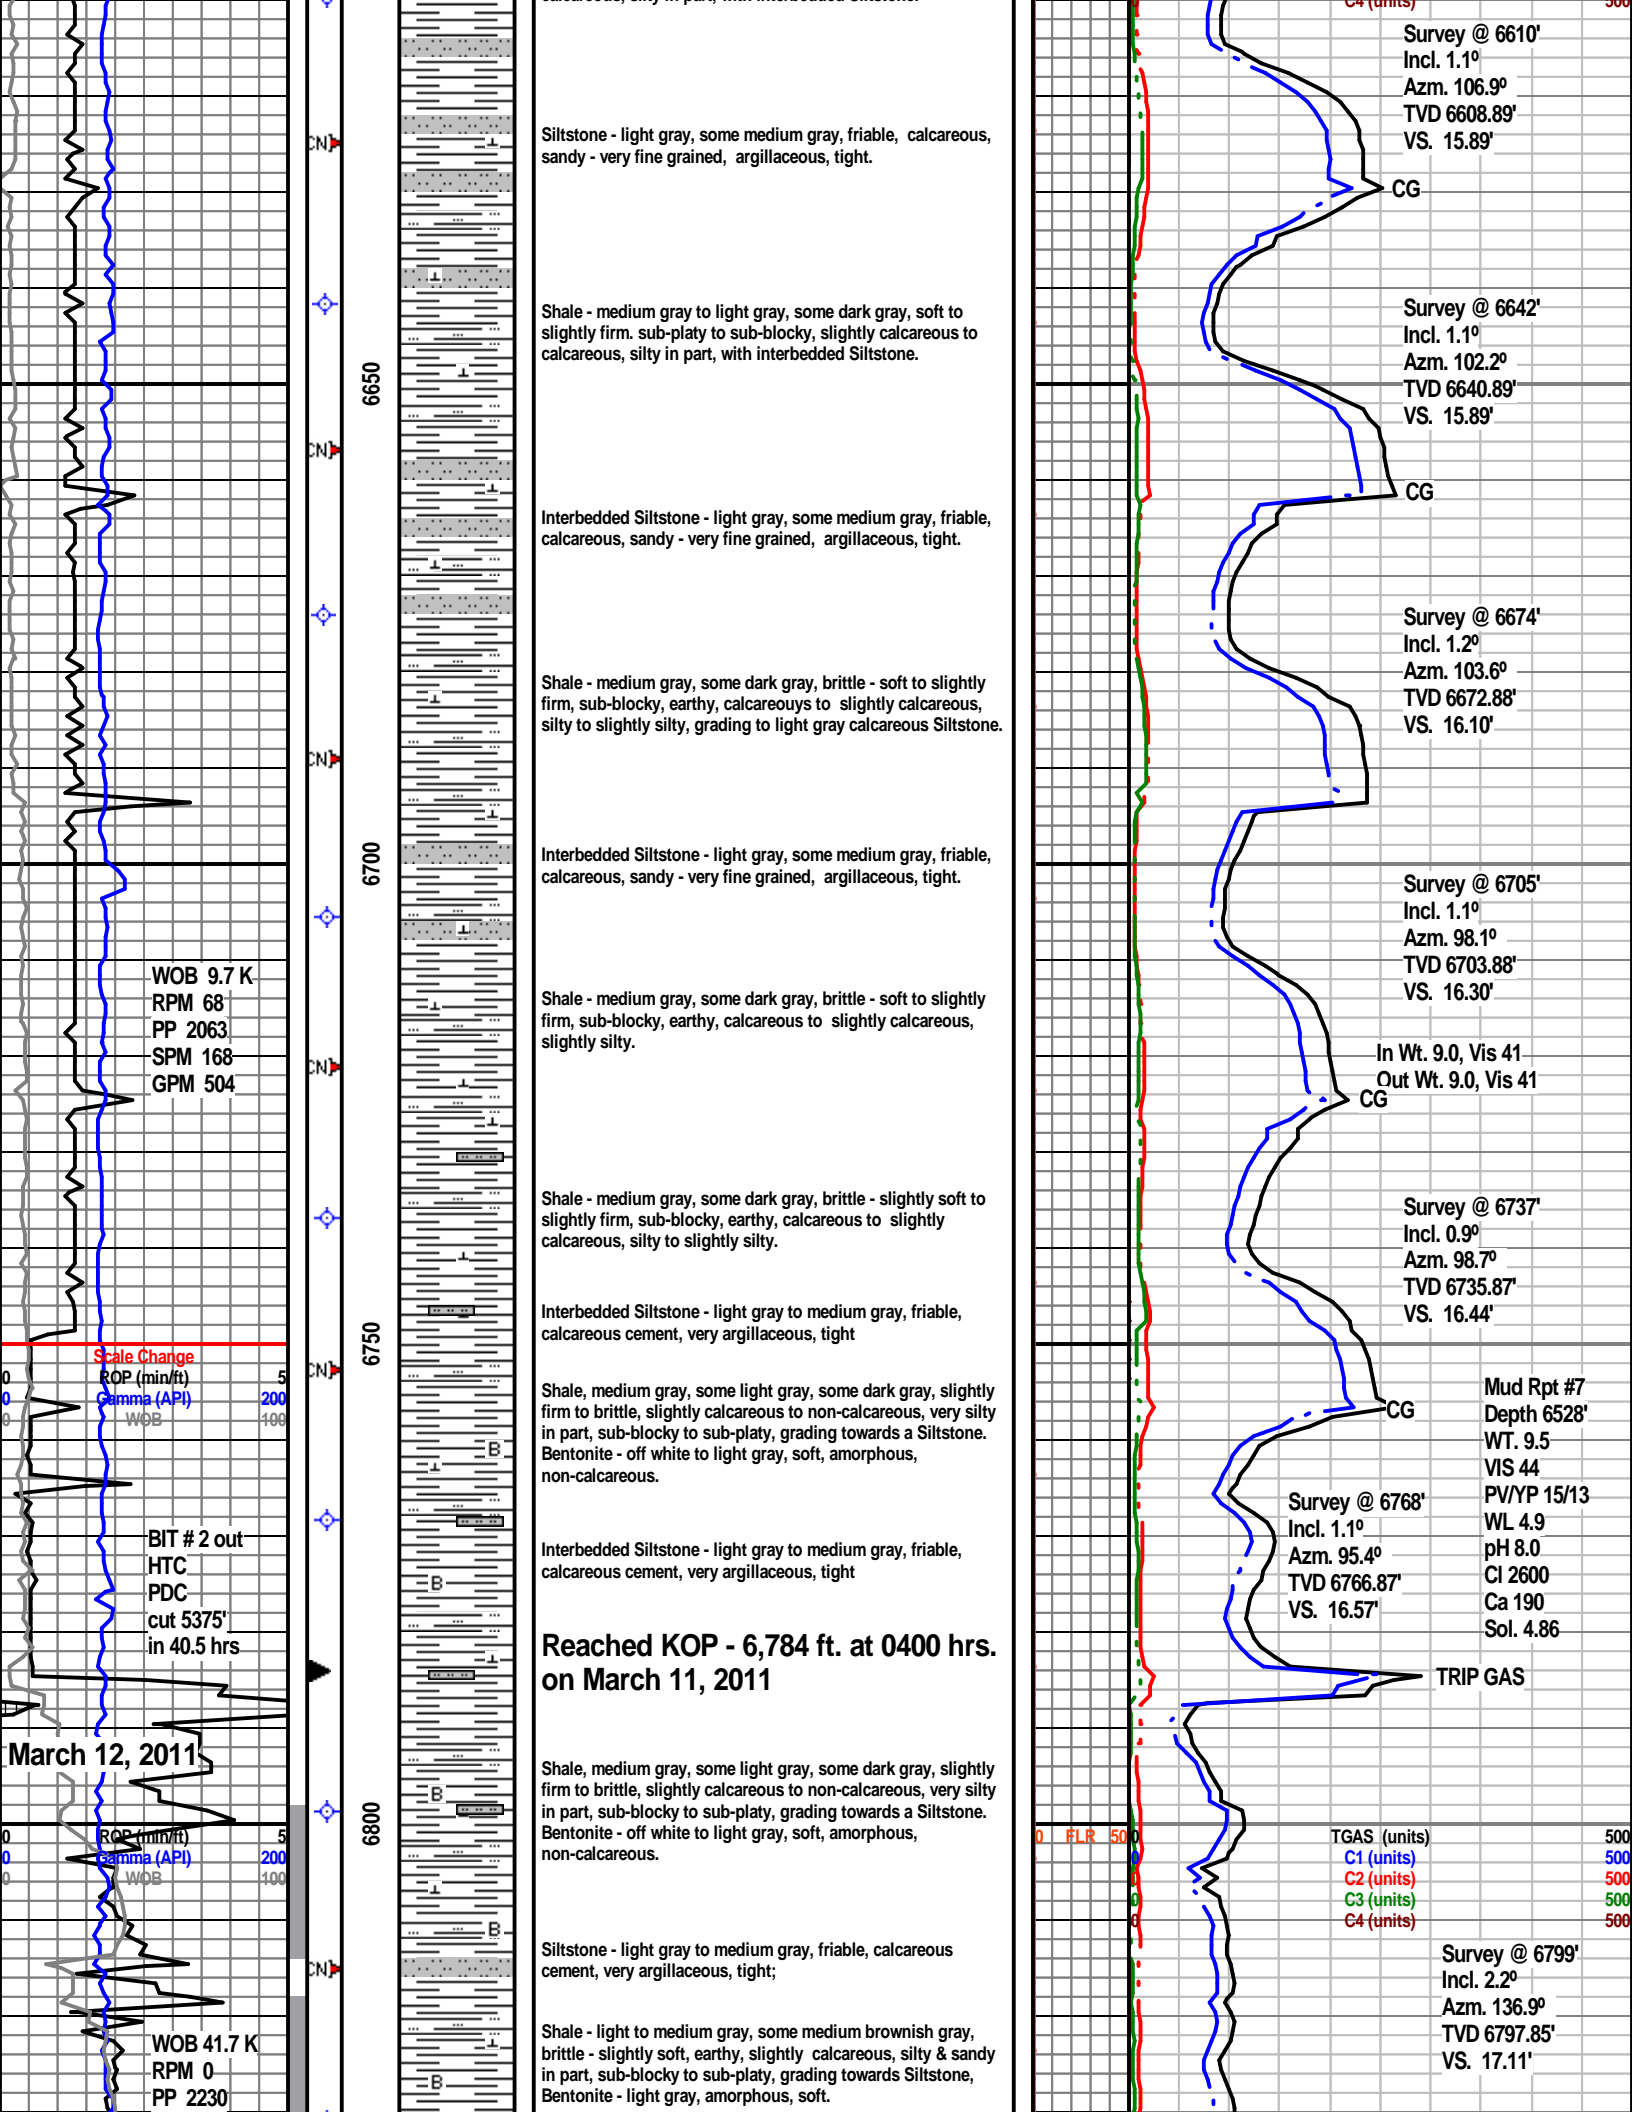 calcareous, silty in part, with interbedded Siltstone.
C4 (units) 500
Survey @ 6610'
Incl. 1.1º
Azm. 106.9º
TVD 6608.89'
VS. 15.89'
CN]
Siltstone - light gray, some medium gray, friable, calcareous,
sandy - very fine grained, argillaceous, tight.
CG
Shale - medium gray to light gray, some dark gray, soft to
slightly firm. sub-platy to sub-blocky, slightly calcareous to
calcareous, silty in part, with interbedded Siltstone.
Survey @ 6642'
Incl. 1.1º
Azm. 102.2º
TVD 6640.89'
VS. 15.89'
6650
CN]
CG
Interbedded Siltstone - light gray, some medium gray, friable,
calcareous, sandy - very fine grained, argillaceous, tight.
Survey @ 6674'
Incl. 1.2º
Azm. 103.6º
TVD 6672.88'
VS. 16.10'
Shale - medium gray, some dark gray, brittle - soft to slightly
firm, sub-blocky, earthy, calcareouys to slightly calcareous,
silty to slightly silty, grading to light gray calcareous Siltstone.
CN]
6700
Interbedded Siltstone - light gray, some medium gray, friable,
calcareous, sandy - very fine grained, argillaceous, tight.
Survey @ 6705'
Incl. 1.1º
Azm. 98.1º
TVD 6703.88'
VS. 16.30'
WOB 9.7 K
RPM 68
PP 2063
SPM 168
GPM 504
Shale - medium gray, some dark gray, brittle - soft to slightly
firm, sub-blocky, earthy, calcareous to slightly calcareous,
slightly silty.
CN]
In Wt. 9.0, Vis 41
Out Wt. 9.0, Vis 41
CG
Shale - medium gray, some dark gray, brittle - slightly soft to
slightly firm, sub-blocky, earthy, calcareous to slightly
calcareous, silty to slightly silty.
Survey @ 6737'
Incl. 0.9º
Azm. 98.7º
TVD 6735.87'
VS. 16.44'
Interbedded Siltstone - light gray to medium gray, friable,
calcareous cement, very argillaceous, tight
6750
Scale Change
0 ROP (min/ft) 5
0 Gamma (API) 200
0 WOB 100
CN]
Shale, medium gray, some light gray, some dark gray, slightly
firm to brittle, slightly calcareous to non-calcareous, very silty
in part, sub-blocky to sub-platy, grading towards a Siltstone.
Bentonite - off white to light gray, soft, amorphous,
non-calcareous.
B
CG
Mud Rpt #7
Depth 6528'
WT. 9.5
VIS 44
PV/YP 15/13
WL 4.9
pH 8.0
Cl 2600
Ca 190
Sol. 4.86
Survey @ 6768'
Incl. 1.1º
Azm. 95.4º
TVD 6766.87'
VS. 16.57'
BIT # 2 out
HTC
PDC
cut 5375'
in 40.5 hrs
Interbedded Siltstone - light gray to medium gray, friable,
calcareous cement, very argillaceous, tight
B
Reached KOP - 6,784 ft. at 0400 hrs.
on March 11, 2011
TRIP GAS
March 12, 2011
Shale, medium gray, some light gray, some dark gray, slightly
firm to brittle, slightly calcareous to non-calcareous, very silty
in part, sub-blocky to sub-platy, grading towards a Siltstone.
Bentonite - off white to light gray, soft, amorphous,
non-calcareous.
B
6800
0 ROP (min/ft) 5
0 Gamma (API) 200
0 WOB 100
0 FLR 50
0 TGAS (units) 500
0 C1 (units) 500
0 C2 (units) 500
0 C3 (units) 500
0 C4 (units) 500
B
Siltstone - light gray to medium gray, friable, calcareous
cement, very argillaceous, tight;
CN]
Survey @ 6799'
Incl. 2.2º
Azm. 136.9º
TVD 6797.85'
VS. 17.11'
Shale - light to medium gray, some medium brownish gray,
brittle - slightly soft, earthy, slightly calcareous, silty & sandy
in part, sub-blocky to sub-platy, grading towards Siltstone,
Bentonite - light gray, amorphous, soft.
B
WOB 41.7 K
RPM 0
PP 2230